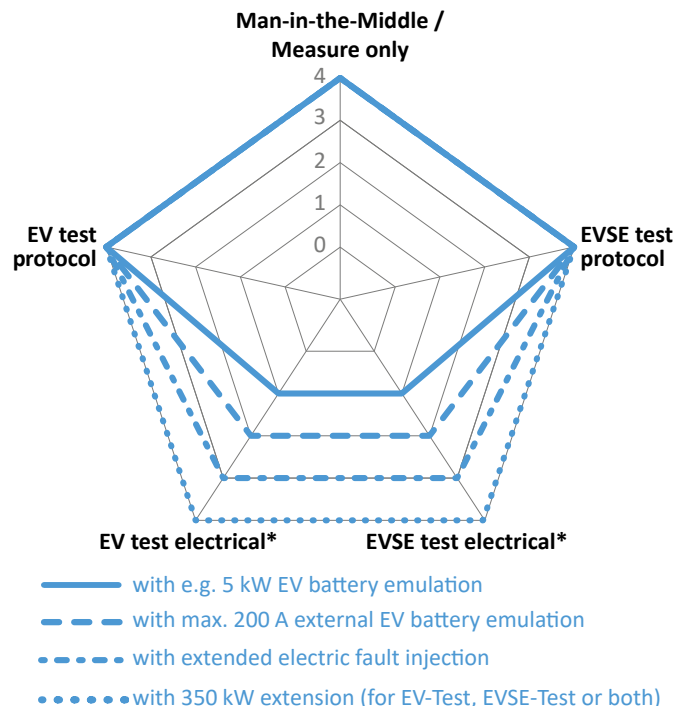 Man-in-the-Middle /
Measure only
4
3
2
1
0
EV test
protocol
EVSE test
protocol
EV test electrical*
EVSE test electrical*
with e.g. 5 kW EV battery emulation
with max. 200 A external EV battery emulation
with extended electric fault injection
with 350 kW extension (for EV-Test, EVSE-Test or both)